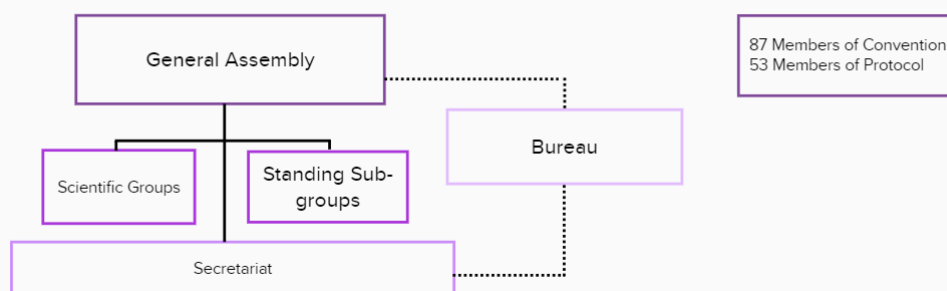 General Assembly
87 Members of Convention
53 Members of Protocol
Bureau
Scientific Groups
Standing Sub-
groups
Secretariat